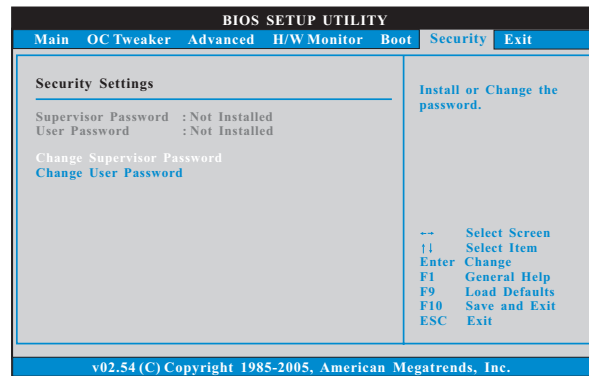 BIOS SETUP UTILITY
Main OC Tweaker Advanced H/W Monitor Boot Security Exit
Security Settings
Supervisor Password : Not Installed
User Password : Not Installed
Change Supervisor Password
Change User Password
Install or Change the
password.
←→ Select Screen
↑↓ Select Item
Enter Change
F1 General Help
F9 Load Defaults
F10 Save and Exit
ESC Exit
v02.54 (C) Copyright 1985-2005, American Megatrends, Inc.